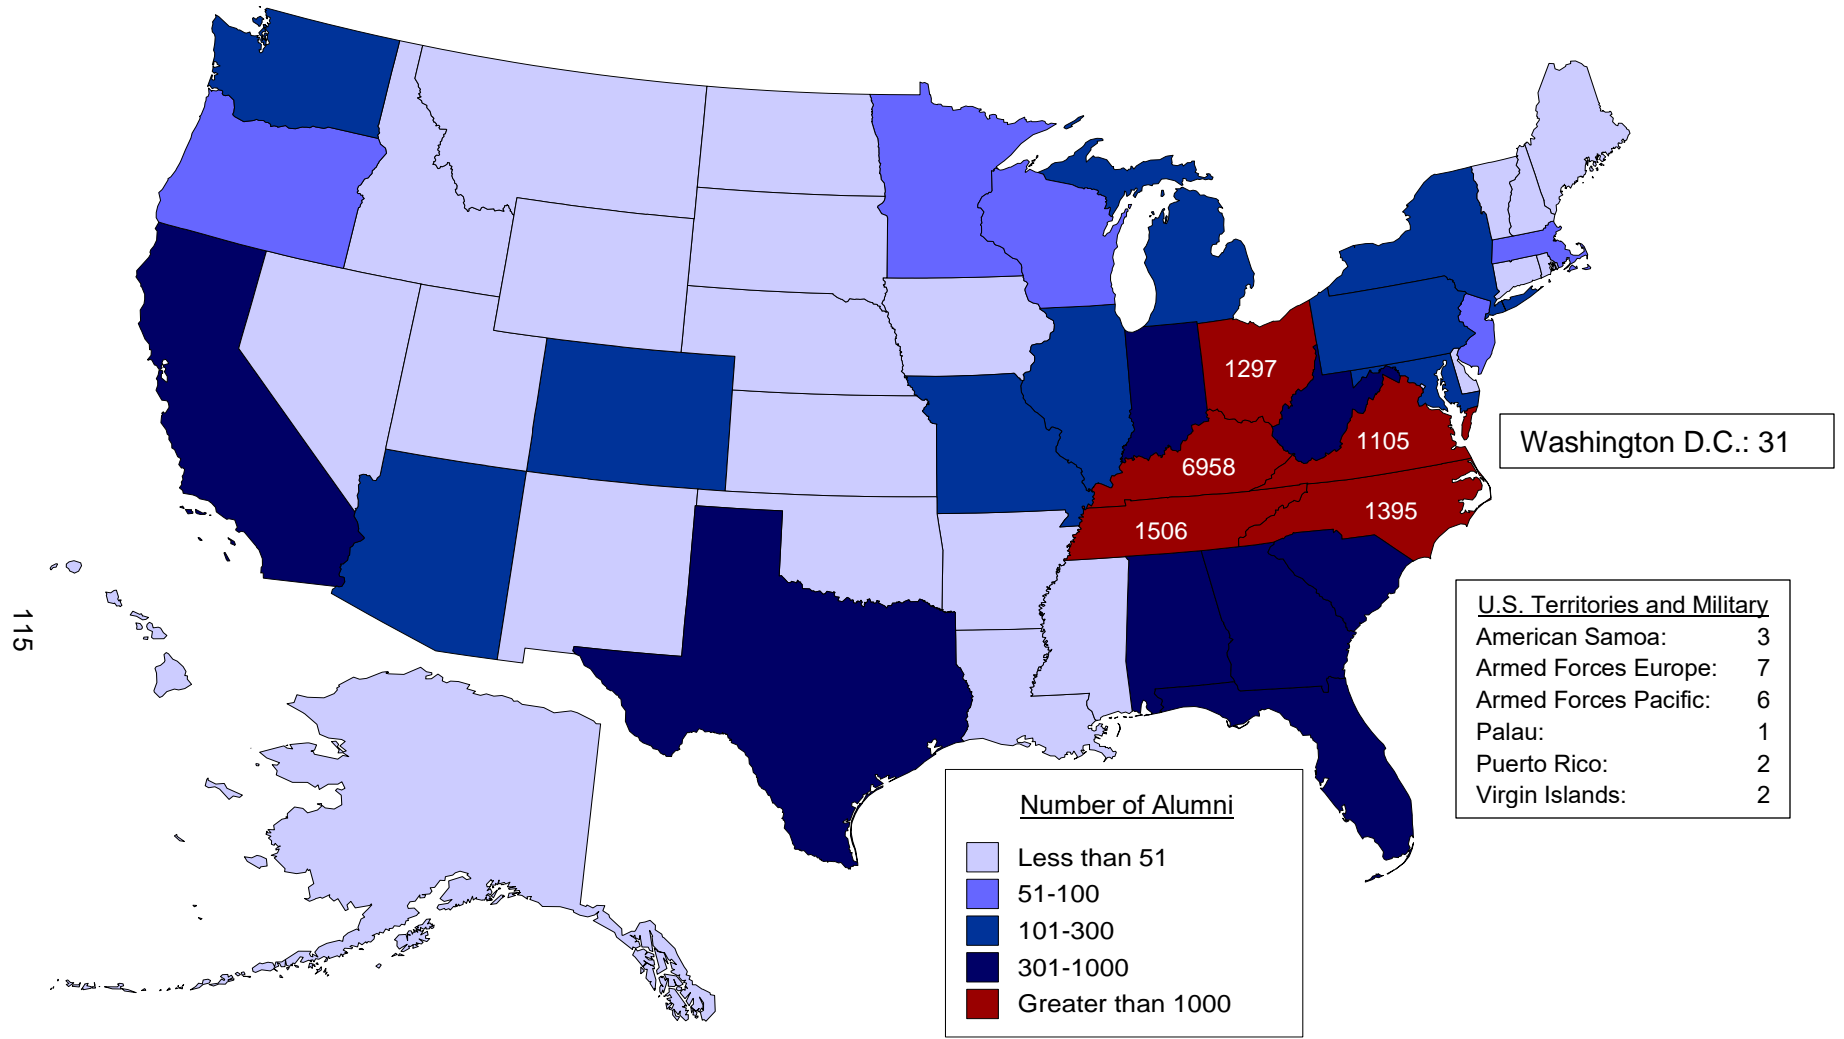 1297
1105
6958
1506
1395
Washington D.C.: 31
115
U.S. Territories and Military
American Samoa: 3
Armed Forces Europe: 7
Armed Forces Pacific: 6
Palau: 1
Puerto Rico: 2
Virgin Islands: 2
Number of Alumni
Less than 51
51-100
101-300
301-1000
Greater than 1000